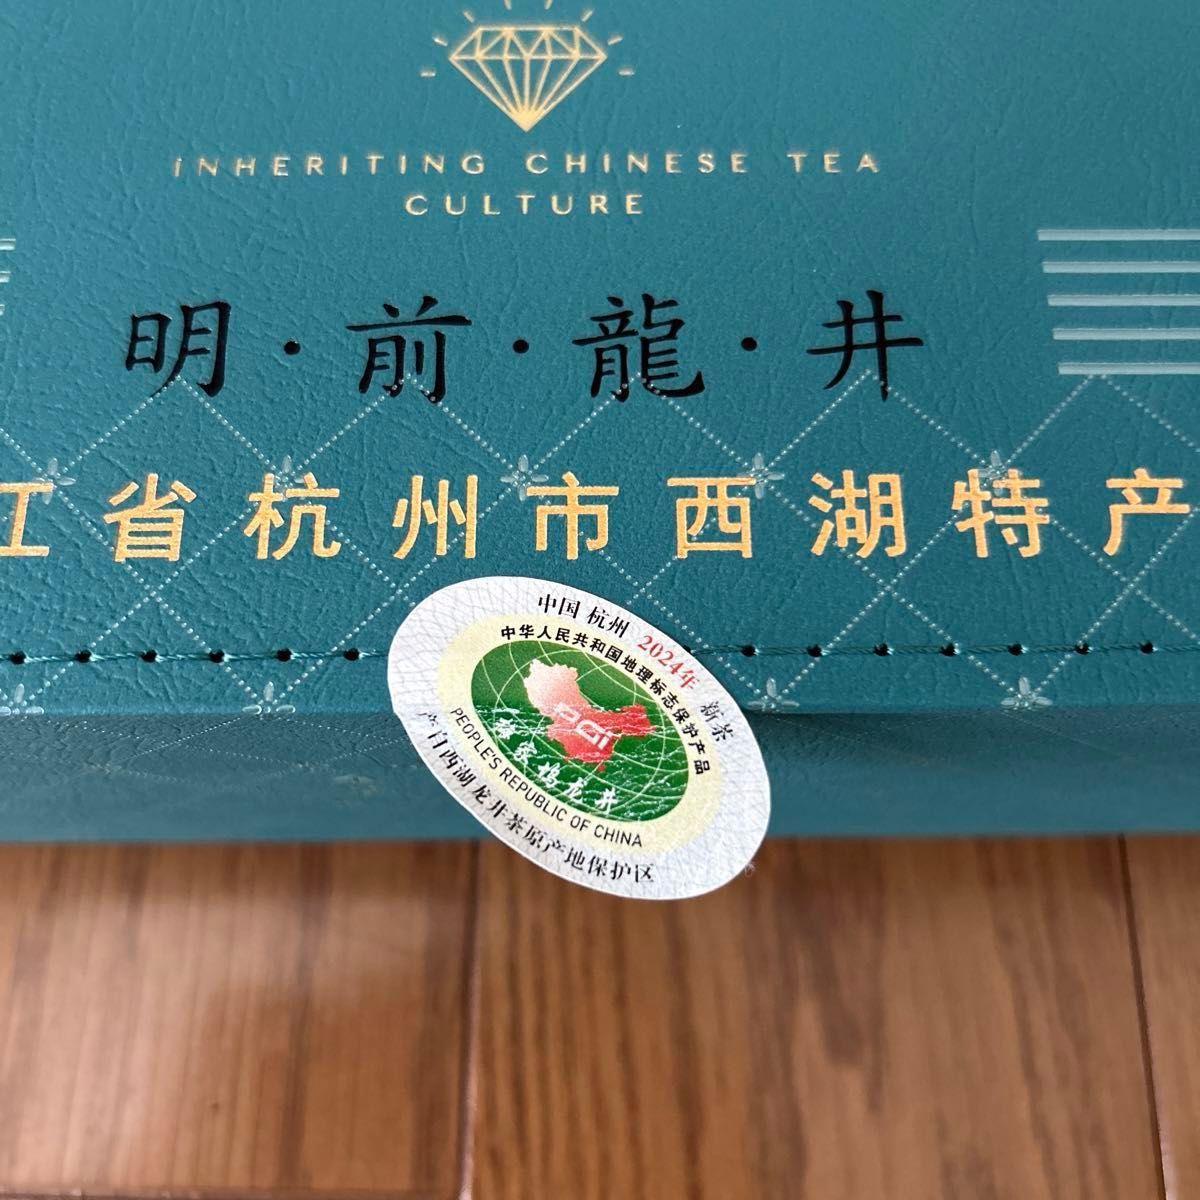 INHERITING CHINESE TEA
CULTURE
明·前·龍·井
江省杭州市西湖特产
中国 杭州 2024年 新茶
中华人民共和国地理标志保护产品
PGI
PEOPLE'S REPUBLIC OF CHINA
产自西湖龙井茶原产地保护区